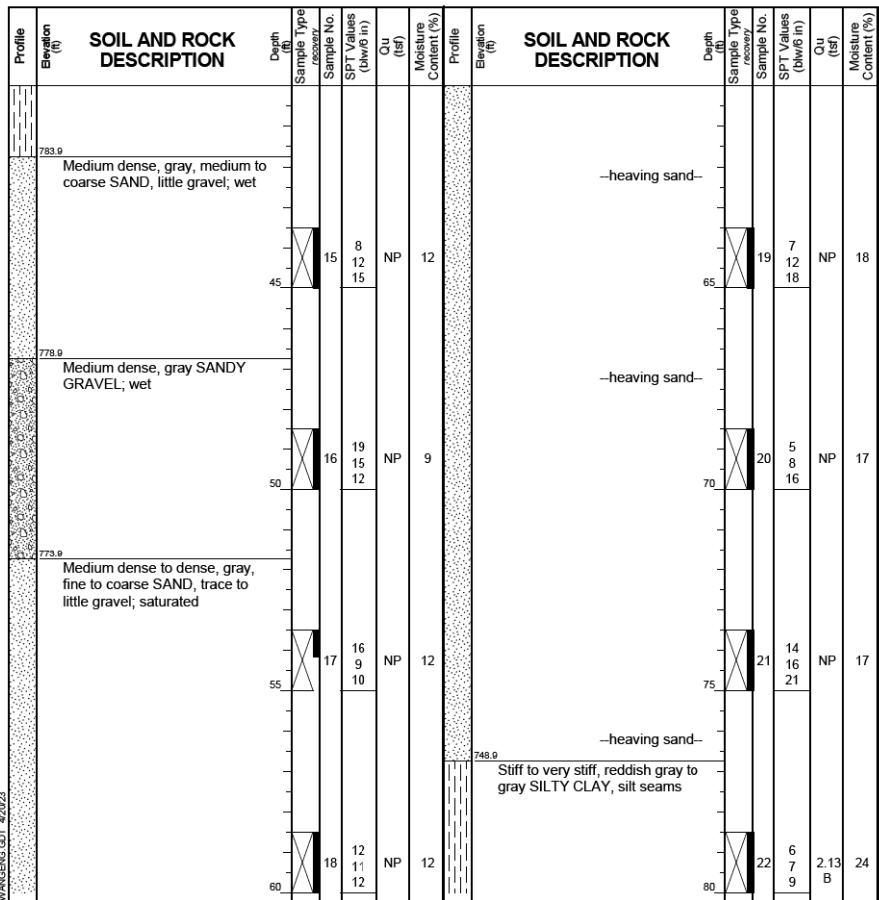 Profile
Elevation (ft)
SOIL AND ROCK
DESCRIPTION
Depth (ft)
Sample Type
recovery
Sample No.
SPT Values
(blw/6 in)
Qu
(tsf)
Moisture
Content (%)
783.9
Medium dense, gray, medium to
coarse SAND, little gravel; wet
45
15
8
12
15
NP
12
778.9
Medium dense, gray SANDY
GRAVEL; wet
50
16
19
15
12
NP
9
773.9
Medium dense to dense, gray,
fine to coarse SAND, trace to
little gravel; saturated
55
17
16
9
10
NP
12
60
18
12
11
12
NP
12
WANGENG.GDT 4/20/23
Profile
Elevation (ft)
SOIL AND ROCK
DESCRIPTION
Depth (ft)
Sample Type
recovery
Sample No.
SPT Values
(blw/6 in)
Qu
(tsf)
Moisture
Content (%)
--heaving sand--
65
19
7
12
18
NP
18
--heaving sand--
70
20
5
8
16
NP
17
75
21
14
16
21
NP
17
--heaving sand--
748.9
Stiff to very stiff, reddish gray to
gray SILTY CLAY, silt seams
80
22
6
7
9
2.13
B
24